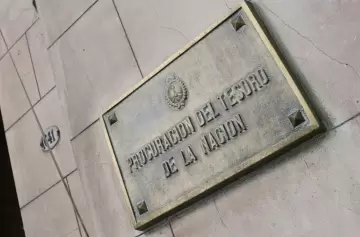 PROCURACION DEL TESORO
DE LA NACION